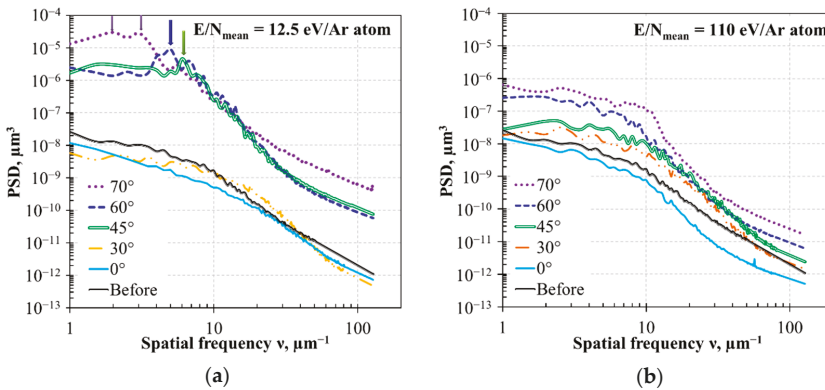 E/Nmean = 12.5 eV/Ar atom
10⁻⁴
10⁻⁵
10⁻⁶
10⁻⁷
10⁻⁸
10⁻⁹
10⁻¹⁰
10⁻¹¹
10⁻¹²
10⁻¹³
PSD, µm³
70°
60°
45°
30°
0°
Before
1 10 100
Spatial frequency ν, µm⁻¹
(a)
E/Nmean = 110 eV/Ar atom
10⁻⁴
10⁻⁵
10⁻⁶
10⁻⁷
10⁻⁸
10⁻⁹
10⁻¹⁰
10⁻¹¹
10⁻¹²
10⁻¹³
PSD, µm³
70°
60°
45°
30°
0°
Before
1 10 100
Spatial frequency ν, µm⁻¹
(b)